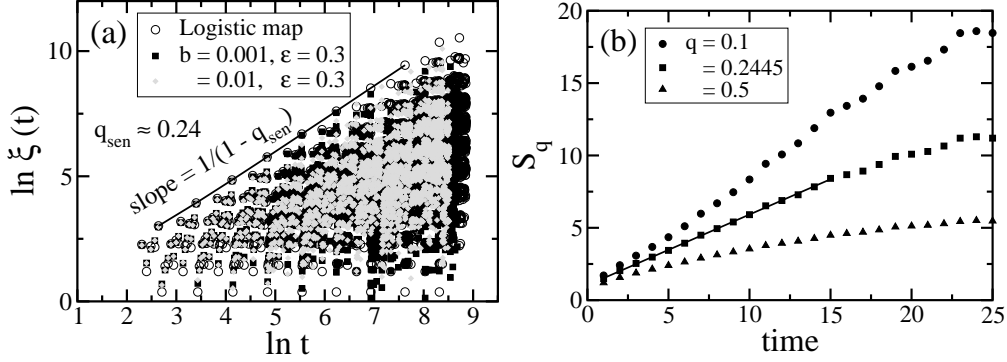 (a)
Logistic map
b = 0.001, ε = 0.3
= 0.01, ε = 0.3
q_sen ≈ 0.24
slope = 1/(1 - q_sen)
ln ξ (t)
10
5
0
1 2 3 4 5 6 7 8 9
ln t
(b)
q = 0.1
= 0.2445
= 0.5
S_q
20
15
10
5
0
0 5 10 15 20 25
time